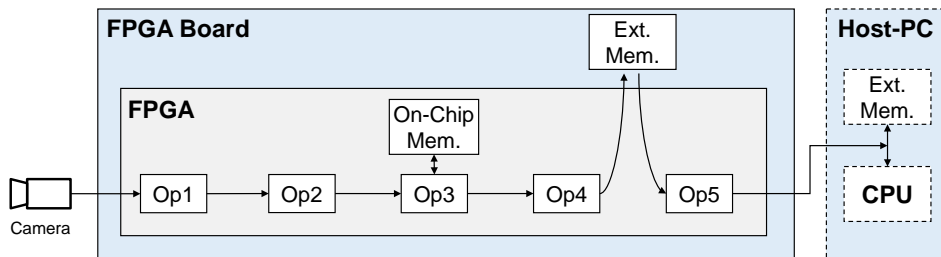 FPGA Board
Ext.
Mem.
Host-PC
Ext.
Mem.
FPGA
On-Chip
Mem.
Op1
Op2
Op3
Op4
Op5
CPU
Camera